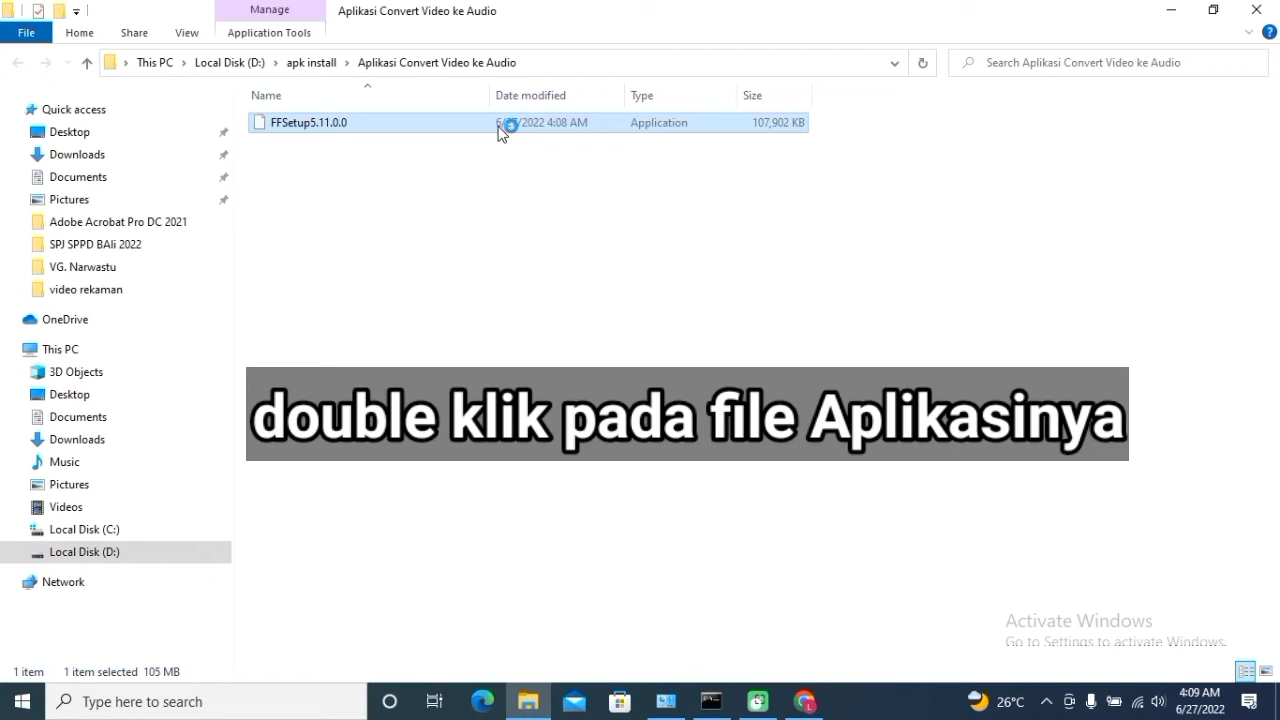 Manage
Aplikasi Convert Video ke Audio
File
Home
Share
View
Application Tools
This PC
Local Disk (D:)
apk install
Aplikasi Convert Video ke Audio
Search Aplikasi Convert Video ke Audio
Name
Date modified
Type
Size
FFSetup5.11.0.0
/2022 4:08 AM
Application
107,902 KB
Quick access
Desktop
Downloads
Documents
Pictures
Adobe Acrobat Pro DC 2021
SPJ SPPD BAli 2022
VG. Narwastu
video rekaman
OneDrive
This PC
3D Objects
Desktop
Documents
Downloads
Music
Pictures
Videos
Local Disk (C:)
Local Disk (D:)
Network
double klik pada file Aplikasinya
Activate Windows
Go to Settings to activate Windows.
1 item
1 item selected 105 MB
Type here to search
26°C
4:09 AM
6/27/2022